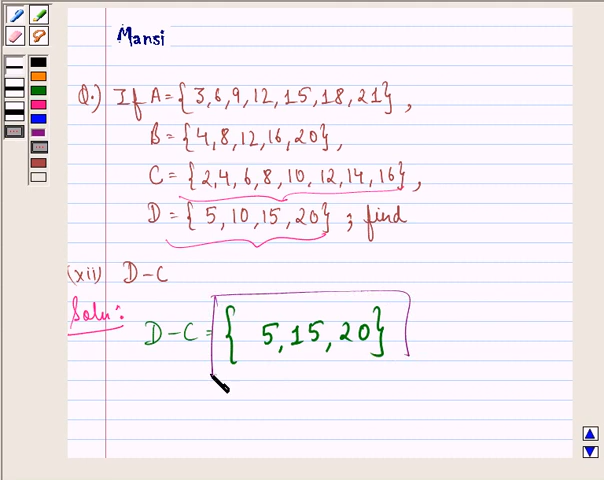 Mansi
Q.) If A = { 3,6,9,12,15,18,21},
B = { 4,8,12,16,20},
C = { 2,4,6,8,10,12,14,16},
D = { 5,10,15,20} ; find
(xii) D-C
Solu:
D-C = { 5,15,20}